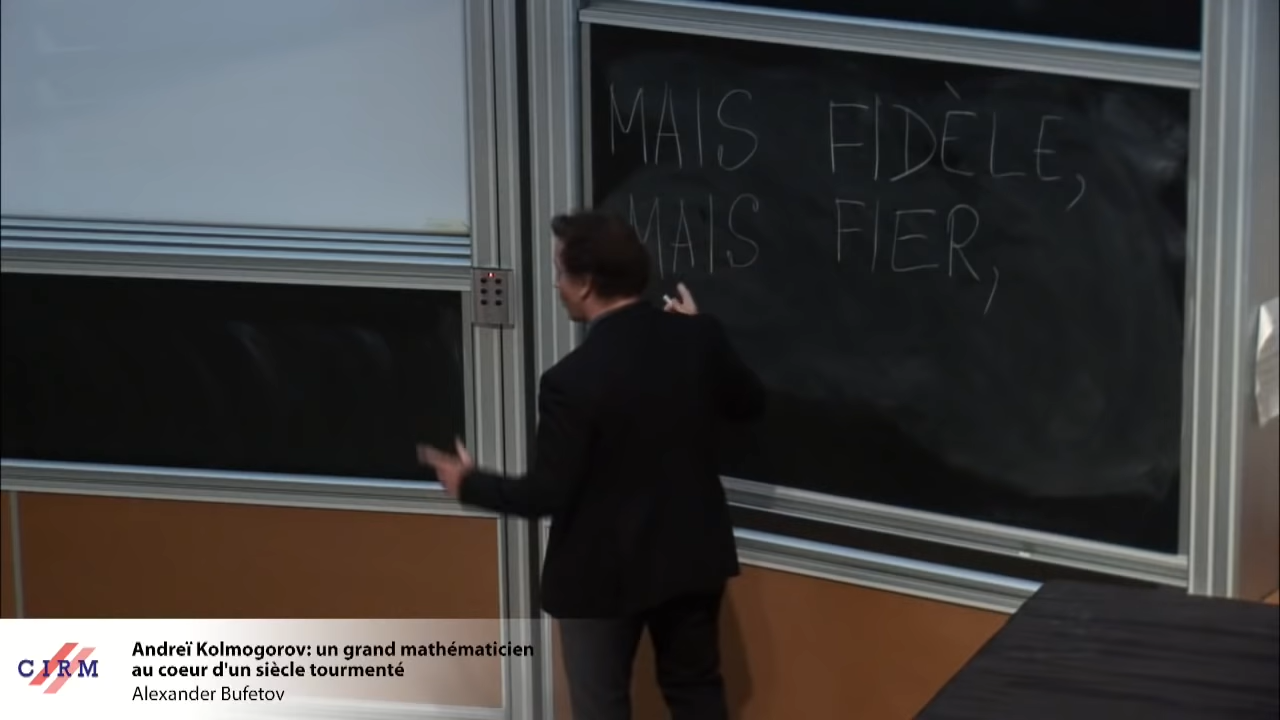 MAIS FIDÈLE,
MAIS FIER,
CIRM
Andreï Kolmogorov: un grand mathématicien
au coeur d'un siècle tourmenté
Alexander Bufetov